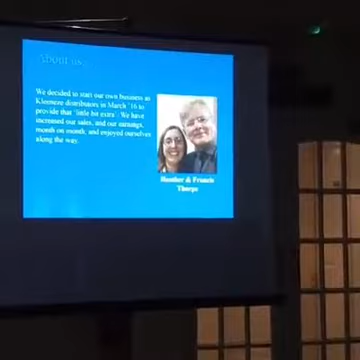 About us..
We decided to start our own business as
Kleeneze distributors in March '16 to
provide that 'little bit extra'. We have
increased our sales, and our earnings,
month on month, and enjoyed ourselves
along the way.
Heather & Francis
Thorpe